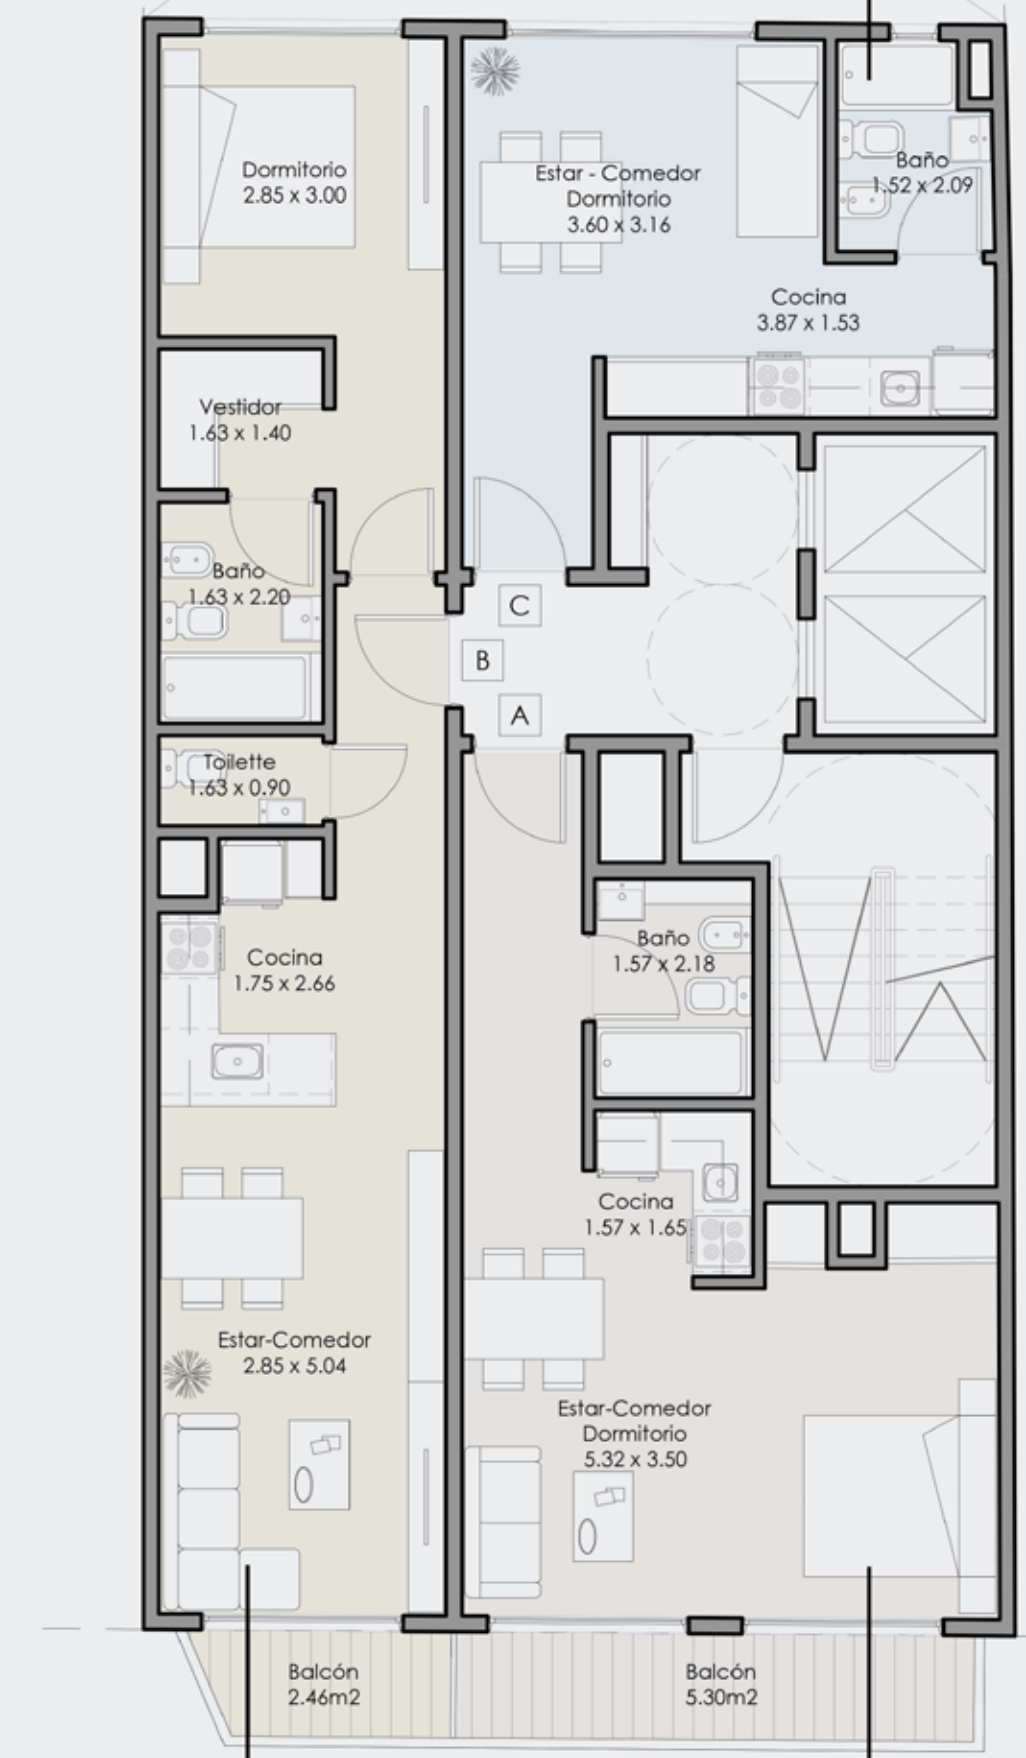 Dormitorio
2.85 x 3.00
Estar - Comedor
Dormitorio
3.60 x 3.16
Baño
1.52 x 2.09
Cocina
3.87 x 1.53
Vestidor
1.63 x 1.40
Baño
1.63 x 2.20
C
B
A
Toilette
1.63 x 0.90
Cocina
1.75 x 2.66
Baño
1.57 x 2.18
Cocina
1.57 x 1.65
Estar-Comedor
2.85 x 5.04
Estar-Comedor
Dormitorio
5.32 x 3.50
Balcón
2.46m2
Balcón
5.30m2